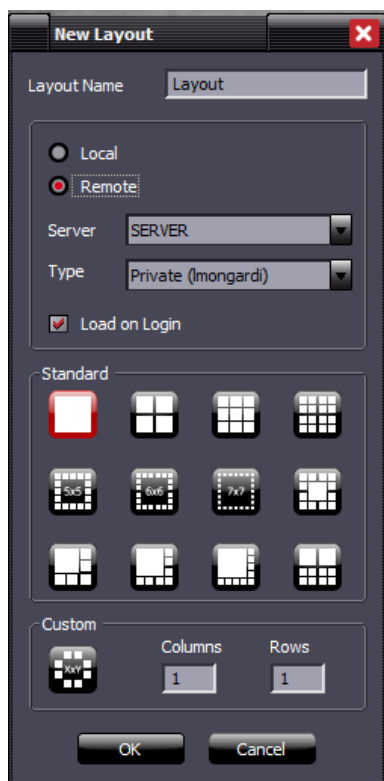 New Layout
Layout Name Layout
Local
Remote
Server SERVER
Type Private (lmongardi)
Load on Login
Standard
5x5 6x6 7x7
Custom
Columns Rows
XxY 1 1
OK Cancel